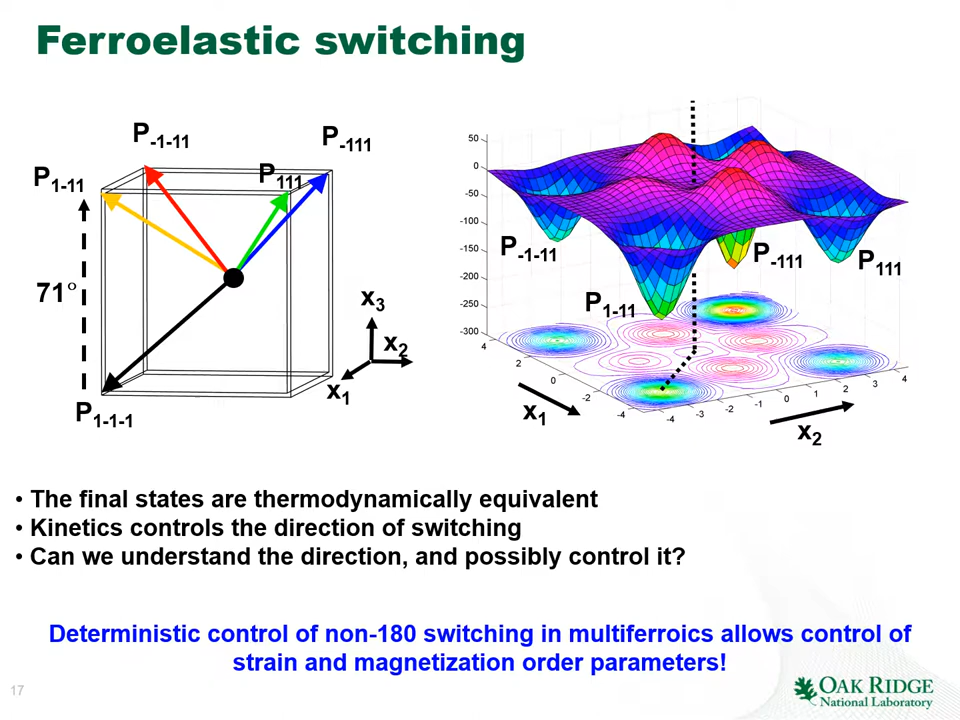 Ferroelastic switching
P-1-11
P-111
P1-11
P111
71°
x3
x2
x1
P1-1-1
50
0
-50
-100
-150
-200
-250
-300
P-1-11
P-111
P111
P1-11
4
2
0
-2
-4
-4
-3
-2
-1
0
1
2
3
4
x1
x2
• The final states are thermodynamically equivalent
• Kinetics controls the direction of switching
• Can we understand the direction, and possibly control it?
Deterministic control of non-180 switching in multiferroics allows control of
strain and magnetization order parameters!
17
OAK RIDGE
National Laboratory